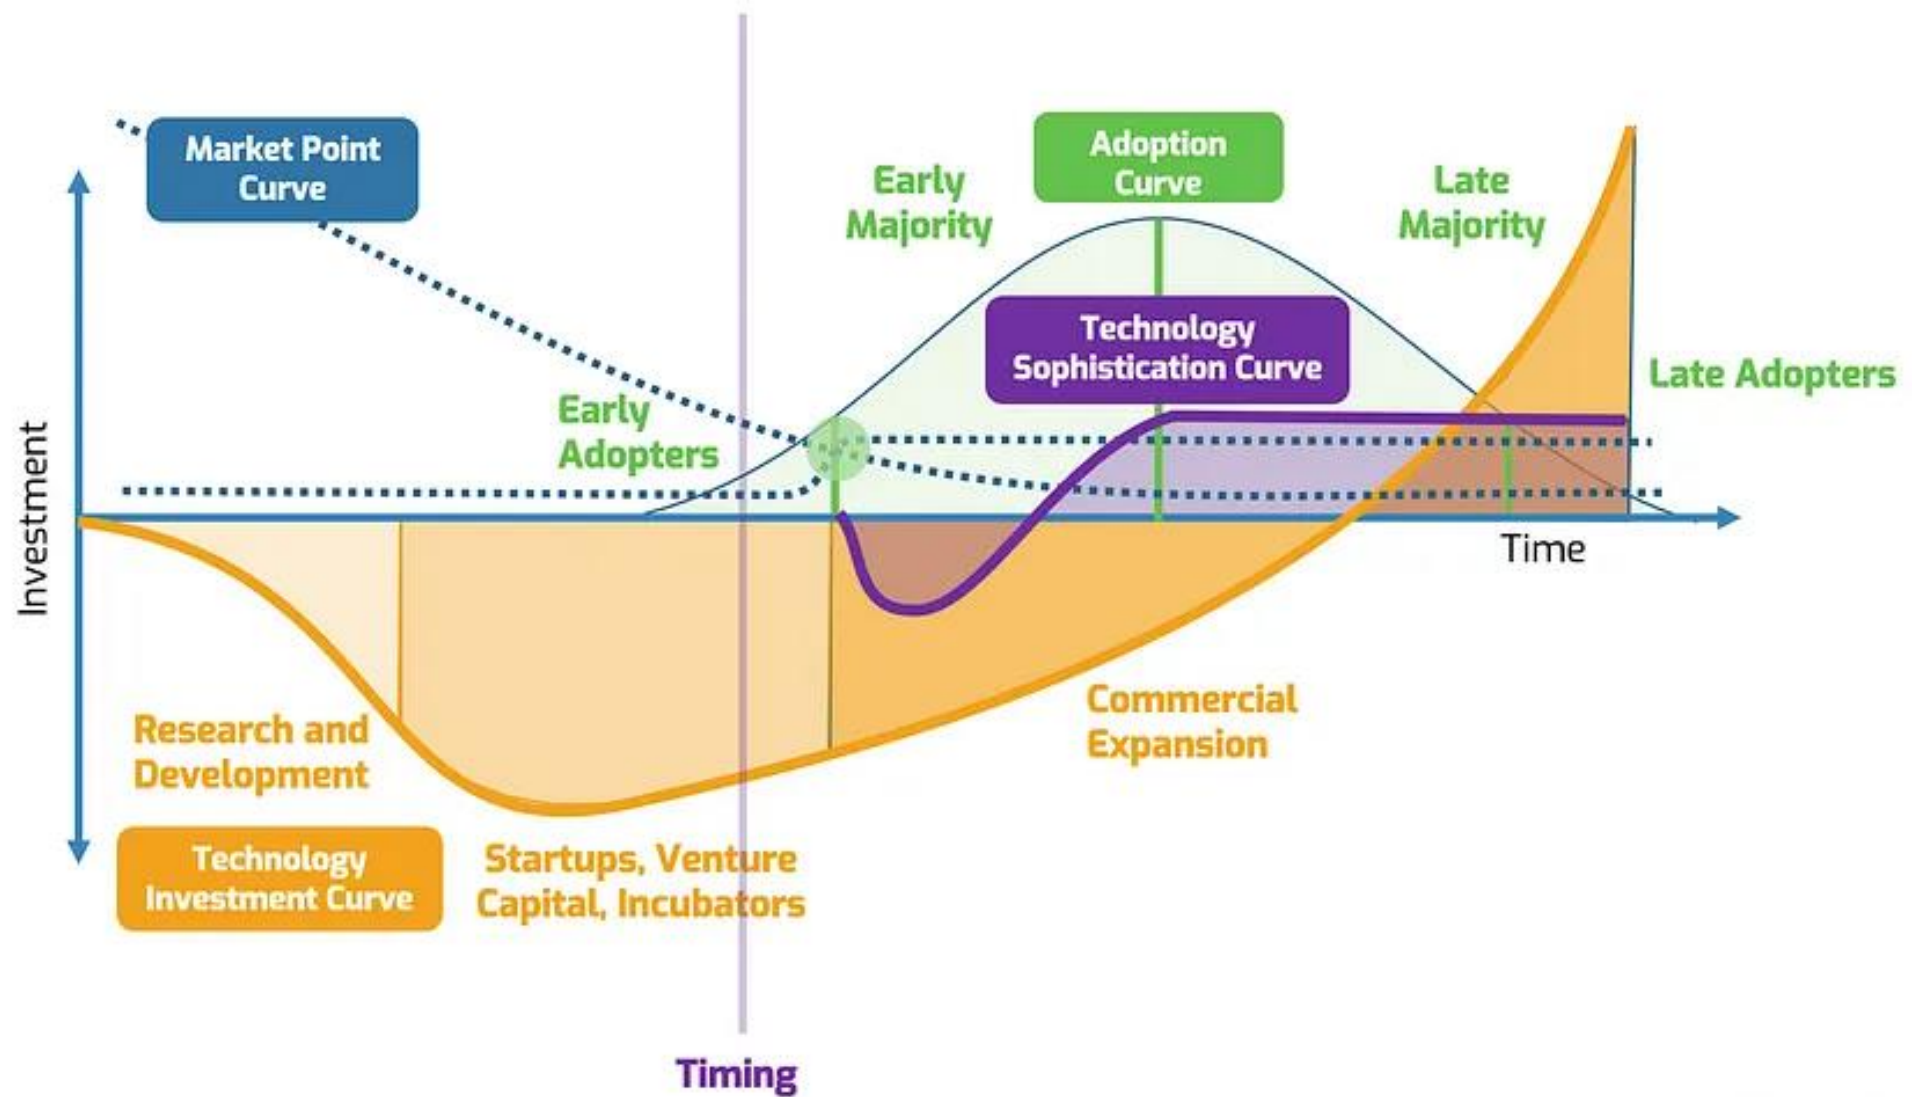 Market Point
Curve
Adoption
Curve
Early
Majority
Late
Majority
Technology
Sophistication Curve
Late Adopters
Early
Adopters
Investment
Time
Research and
Development
Commercial
Expansion
Technology
Investment Curve
Startups, Venture
Capital, Incubators
Timing